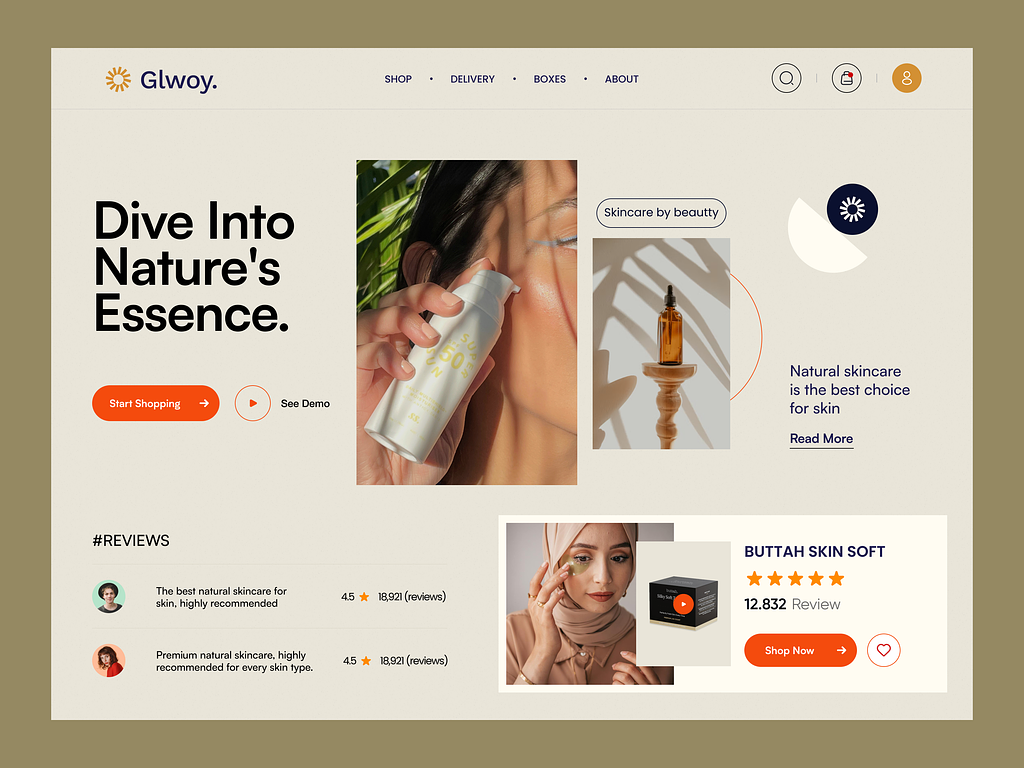 Glwoy.
SHOP • DELIVERY • BOXES • ABOUT
Dive Into
Nature's
Essence.
Start Shopping
See Demo
SUN
50
Skincare by beautty
Natural skincare
is the best choice
for skin
Read More
#REVIEWS
The best natural skincare for
skin, highly recommended
4.5 18,921 (reviews)
Premium natural skincare, highly
recommended for every skin type.
4.5 18,921 (reviews)
BUTTAH SKIN SOFT
12.832 Review
Shop Now